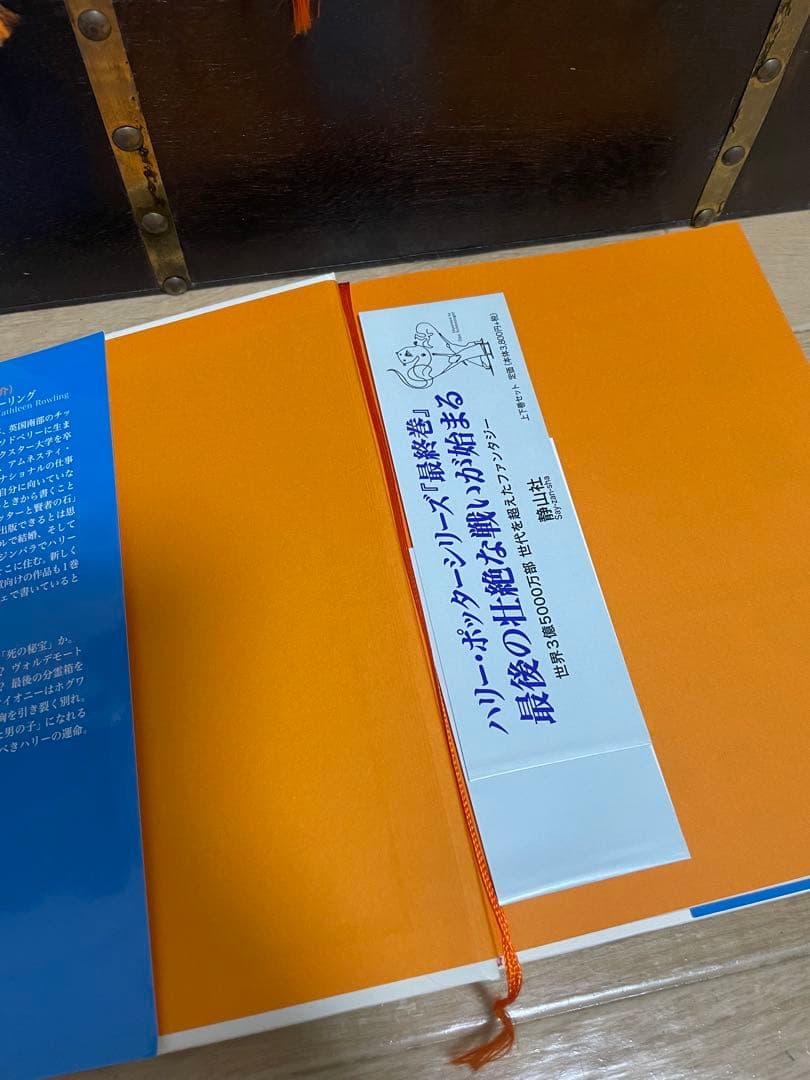 介)
ーリング
athleen Rowling
、英国南部のチッ
ソドベリーに生ま
クスター大学を卒
、アムネスティ・
ナショナルの仕事
自分に向いていな
ときから書くこと
ッターと賢者の石」
出版できるとは思
ルで結婚、そして
ジンバラでハリー
こに住む。新しく
賞向けの作品も1巻
ェで書いていると
「死の秘宝」か。
? ヴォルデモート
? 最後の分霊箱を
イオニーはホグワ
胸を引き裂く別れ。
と男の子」になれる
べきハリーの運命。
ハリー・ポッターシリーズ『最終巻』
最後の壮絶な戦いが始まる
世界3億5000万部 世代を超えたファンタジー
静山社
Say-zan-sha
上下巻セット 定価(本体3,800円+税)